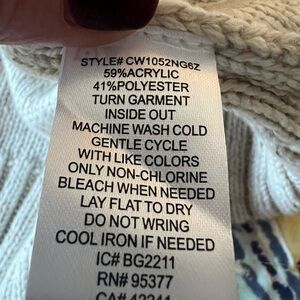 STYLE# CW1052NG6Z
59%ACRYLIC
41%POLYESTER
TURN GARMENT
INSIDE OUT
MACHINE WASH COLD
GENTLE CYCLE
WITH LIKE COLORS
ONLY NON-CHLORINE
BLEACH WHEN NEEDED
LAY FLAT TO DRY
DO NOT WRING
COOL IRON IF NEEDED
IC# BG2211
RN# 95377